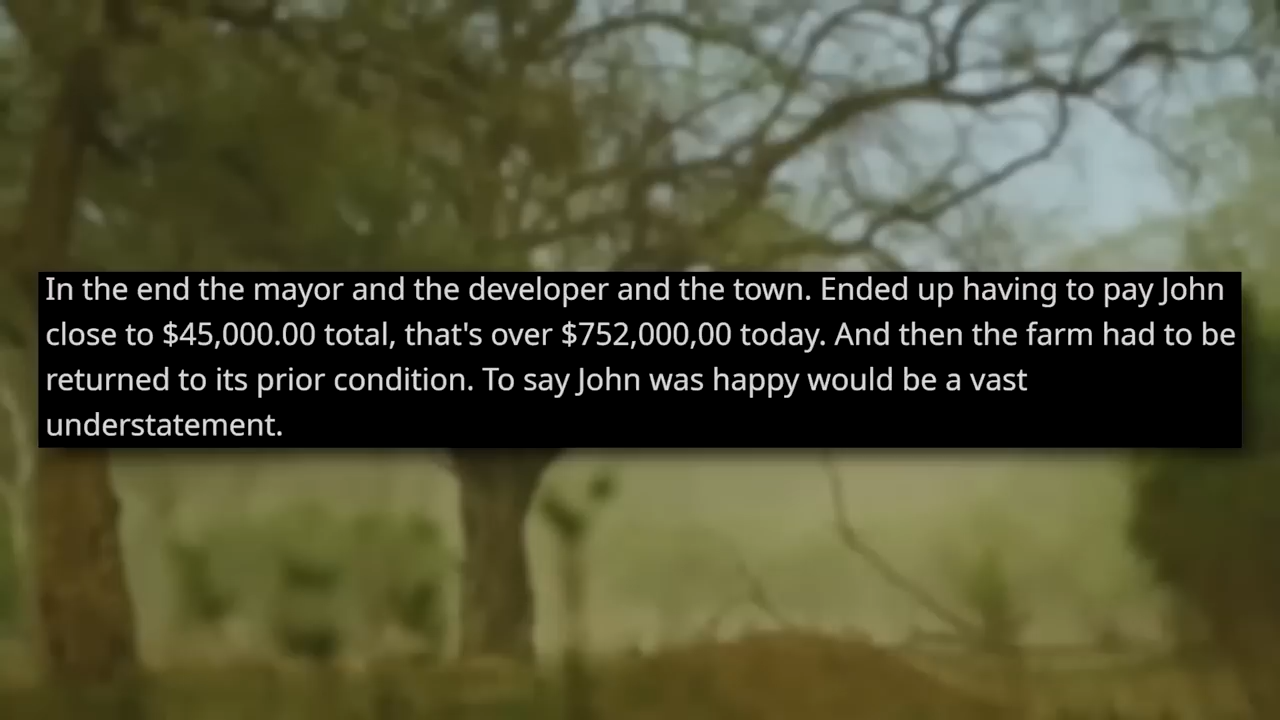 In the end the mayor and the developer and the town. Ended up having to pay John
close to $45,000.00 total, that's over $752,000,00 today. And then the farm had to be
returned to its prior condition. To say John was happy would be a vast
understatement.